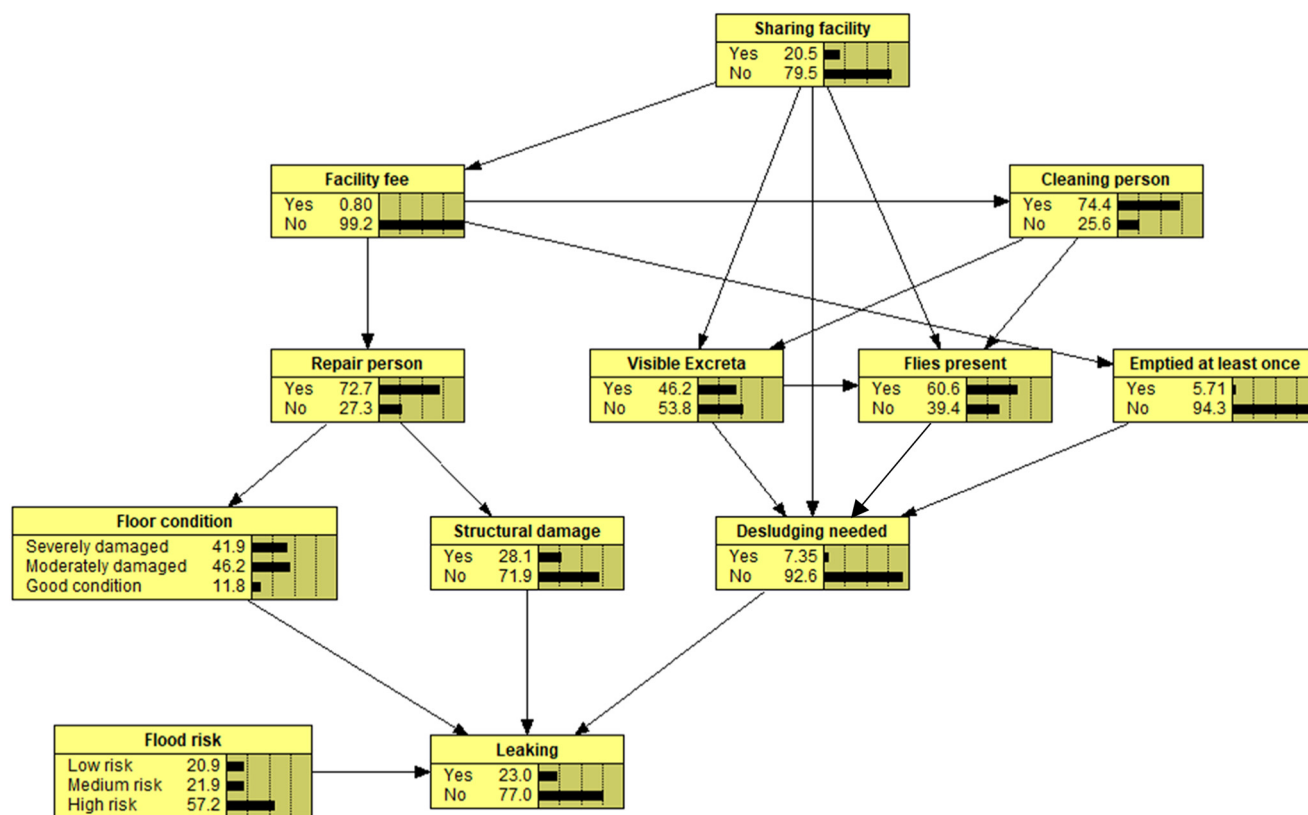 Sharing facility
Yes 20.5
No 79.5
Facility fee
Yes 0.80
No 99.2
Cleaning person
Yes 74.4
No 25.6
Repair person
Yes 72.7
No 27.3
Visible Excreta
Yes 46.2
No 53.8
Flies present
Yes 60.6
No 39.4
Emptied at least once
Yes 5.71
No 94.3
Floor condition
Severely damaged 41.9
Moderately damaged 46.2
Good condition 11.8
Structural damage
Yes 28.1
No 71.9
Desludging needed
Yes 7.35
No 92.6
Flood risk
Low risk 20.9
Medium risk 21.9
High risk 57.2
Leaking
Yes 23.0
No 77.0